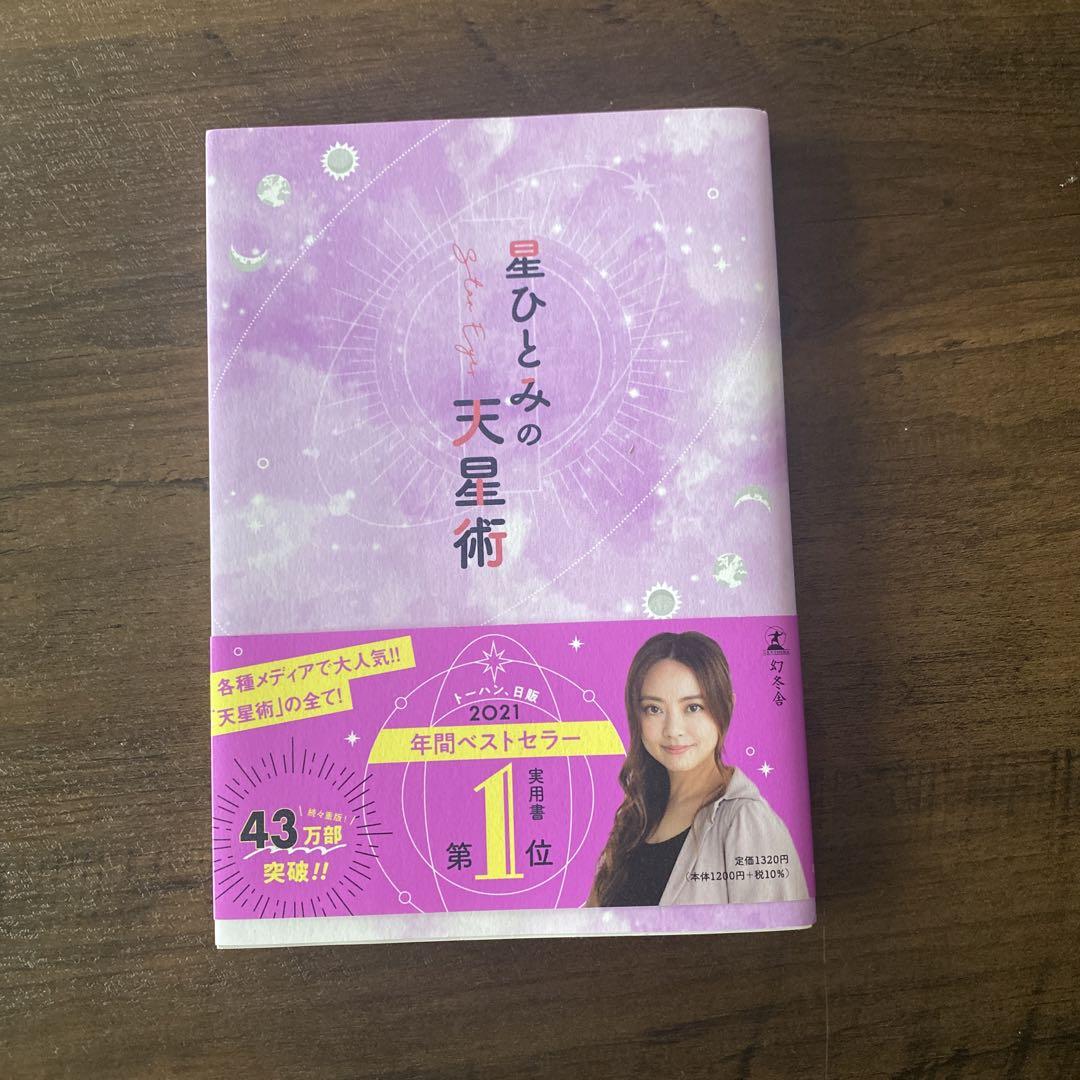 星ひとみの
Star Eyes
天星術
各種メディアで大人気!!
「天星術」の全て!
続々重版!
43万部
突破!!
トーハン、日販
2021
年間ベストセラー
実用書
第1位
幻冬舎
定価1320円
(本体1200円+税10%)